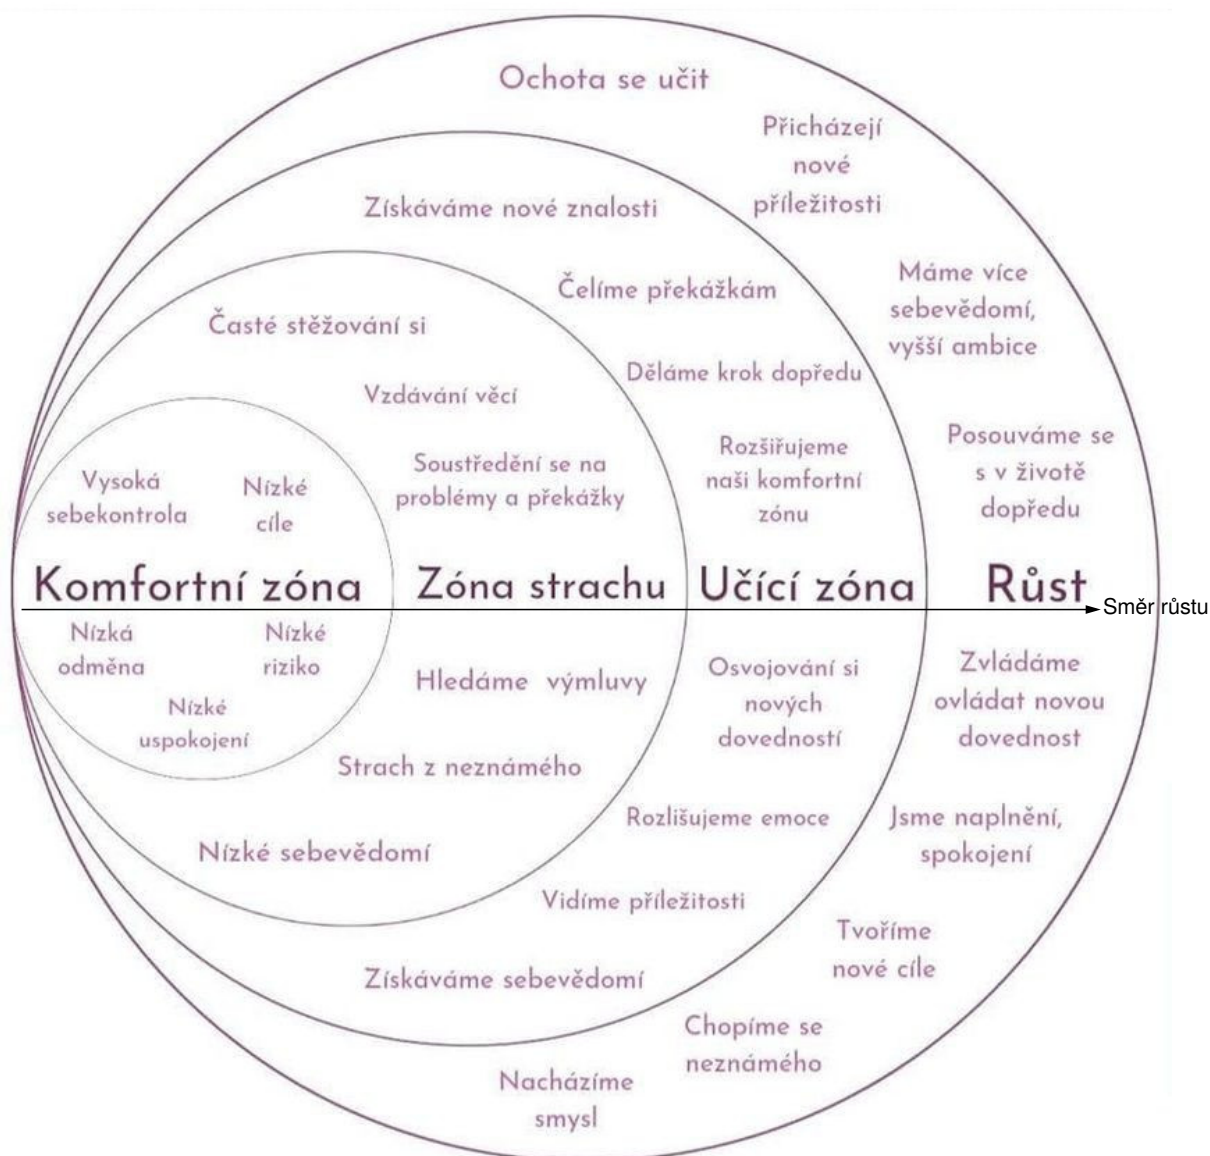 Ochota se učit
Přicházejí
nové
příležitosti
Získáváme nové znalosti
Čelíme překážkám
Máme více
sebevědomí,
vyšší ambice
Časté stěžování si
Děláme krok dopředu
Vzdávání věcí
Posouváme se
s v životě
dopředu
Rozšiřujeme
naši komfortní
zónu
Soustředění se na
problémy a překážky
Vysoká
sebekontrola
Nízké
cíle
Komfortní zóna
Zóna strachu
Učící zóna
Růst
Směr růstu
Nízká
odměna
Nízké
riziko
Nízké
uspokojení
Hledáme výmluvy
Osvojování si
nových
dovedností
Zvládáme
ovládat novou
dovednost
Strach z neznámého
Rozlišujeme emoce
Jsme naplnění,
spokojení
Nízké sebevědomí
Vidíme příležitosti
Tvoříme
nové cíle
Získáváme sebevědomí
Chopíme se
neznámého
Nacházíme
smysl